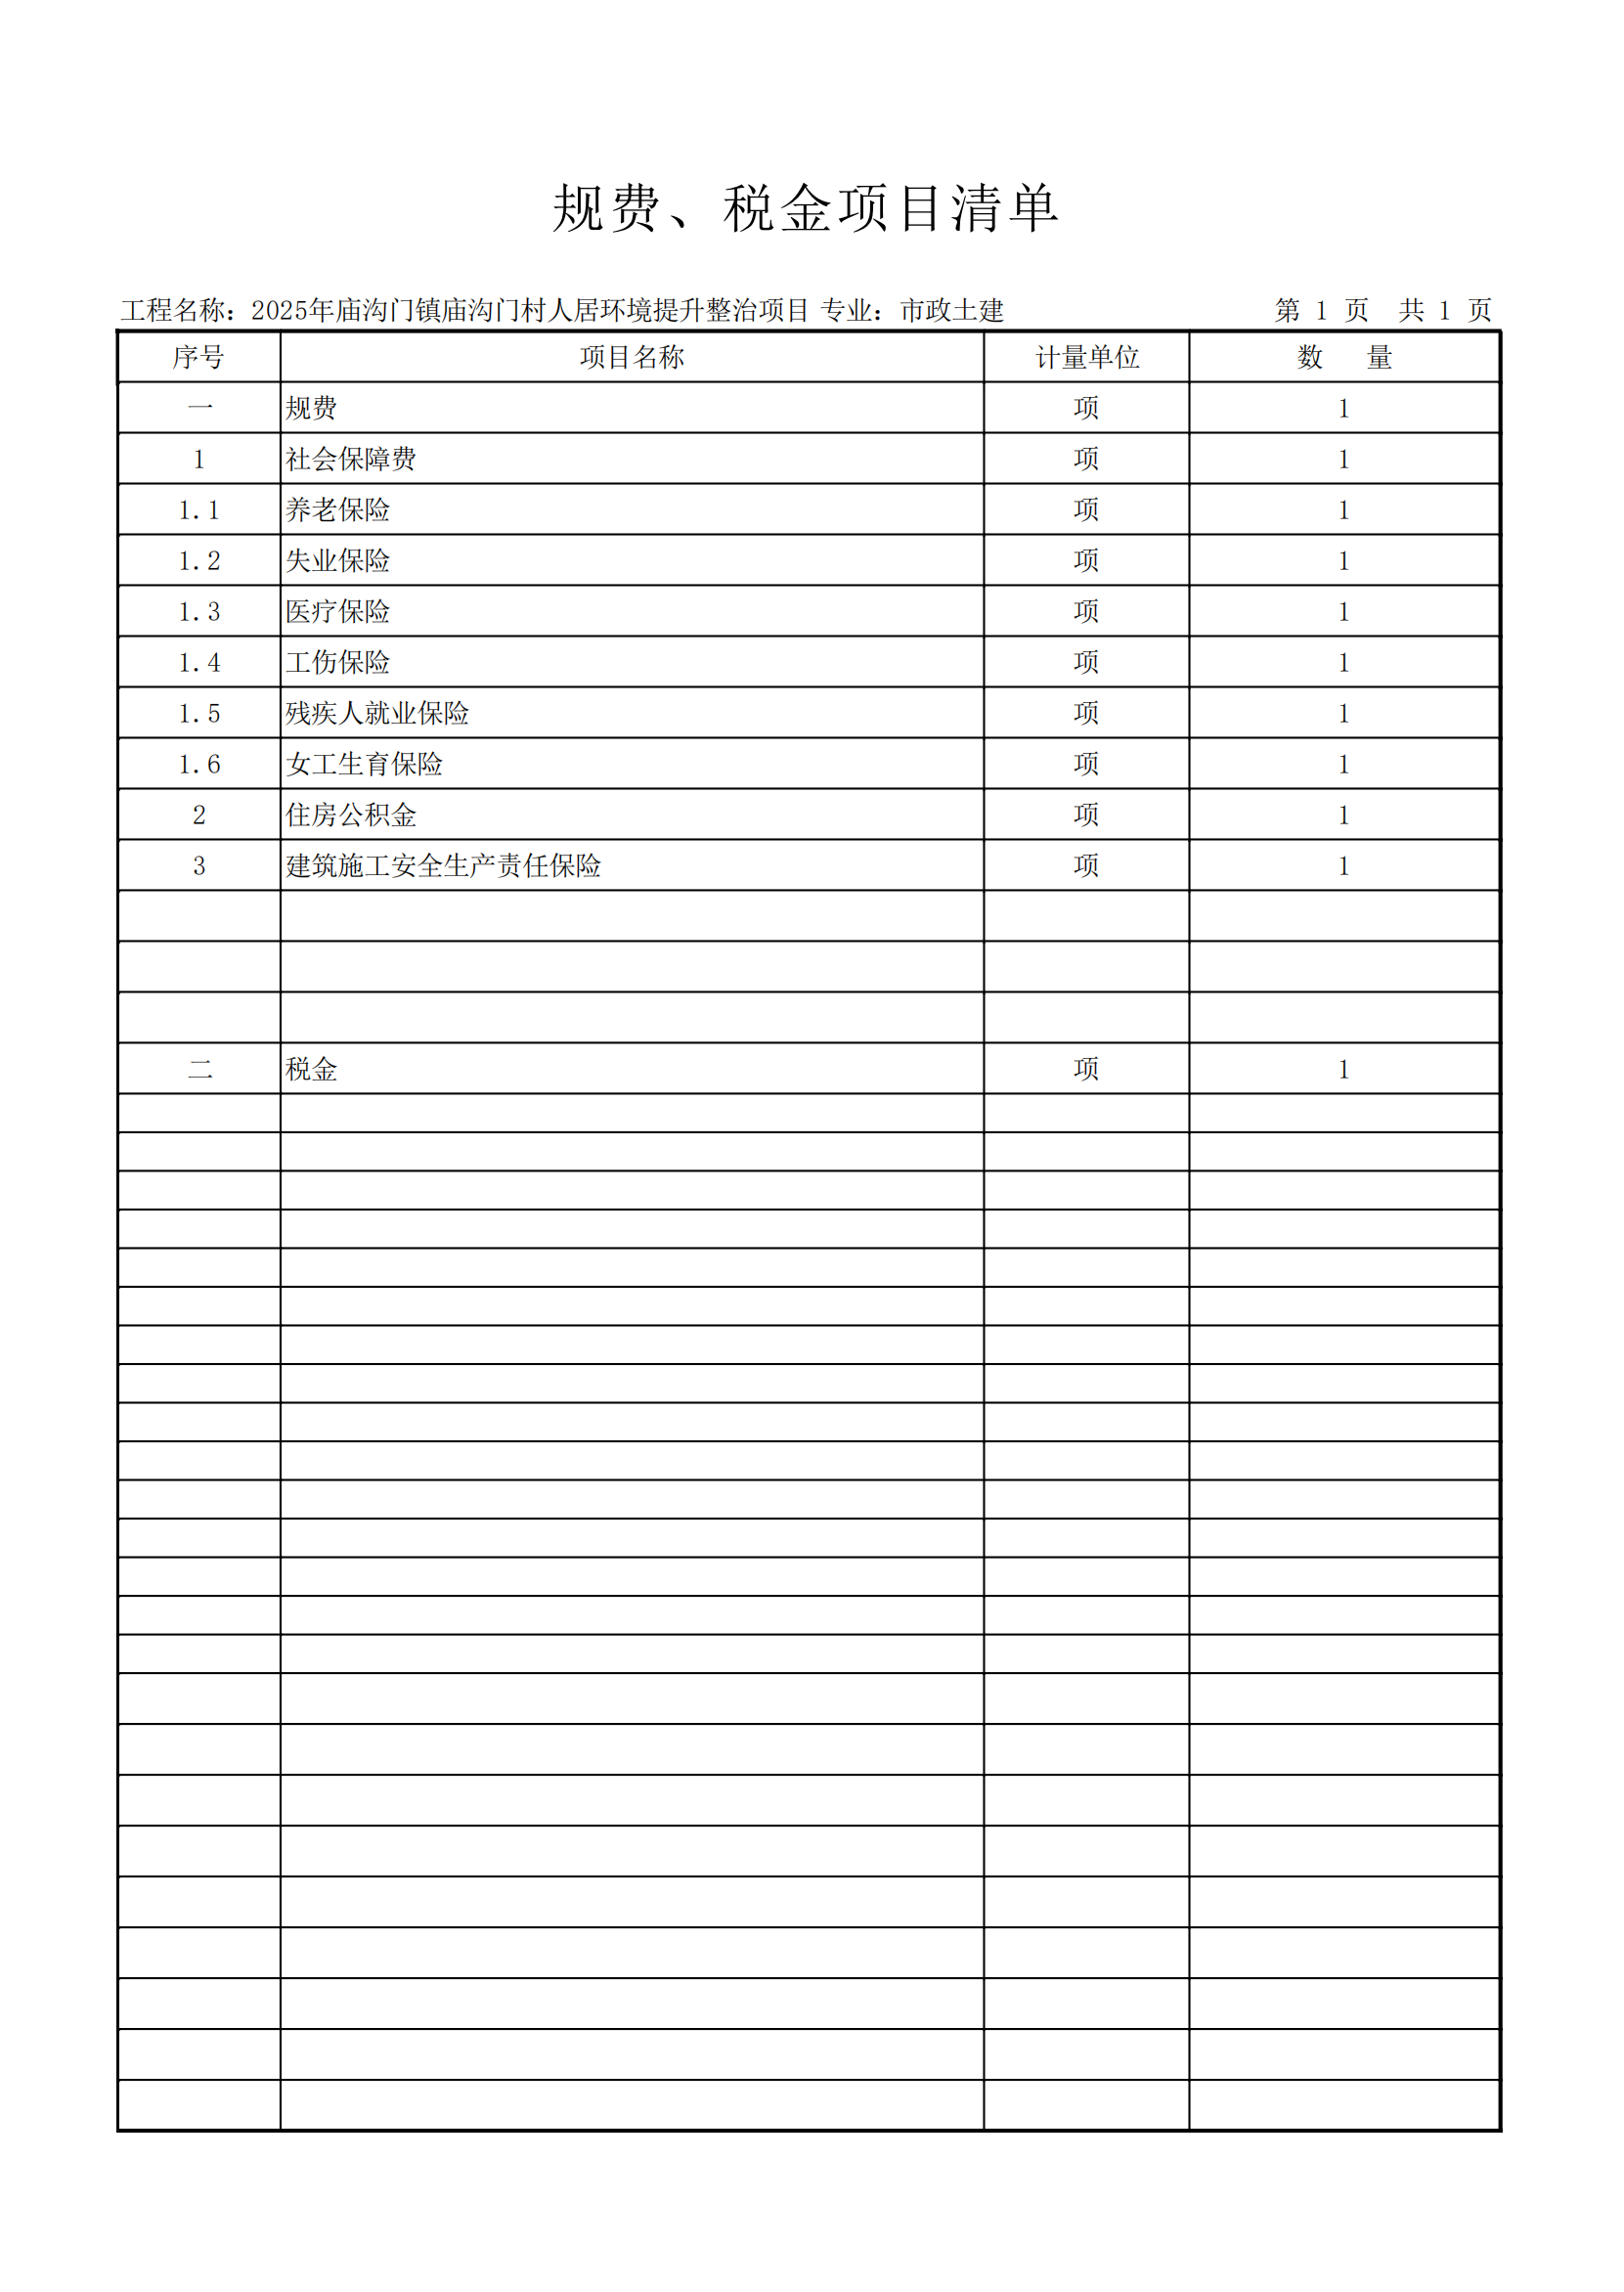 规费、税金项目清单
工程名称：2025年庙沟门镇庙沟门村人居环境提升整治项目 专业：市政土建 第 1 页 共 1 页
序号 项目名称 计量单位 数 量
一 规费 项 1
1 社会保障费 项 1
1.1 养老保险 项 1
1.2 失业保险 项 1
1.3 医疗保险 项 1
1.4 工伤保险 项 1
1.5 残疾人就业保险 项 1
1.6 女工生育保险 项 1
2 住房公积金 项 1
3 建筑施工安全生产责任保险 项 1
二 税金 项 1